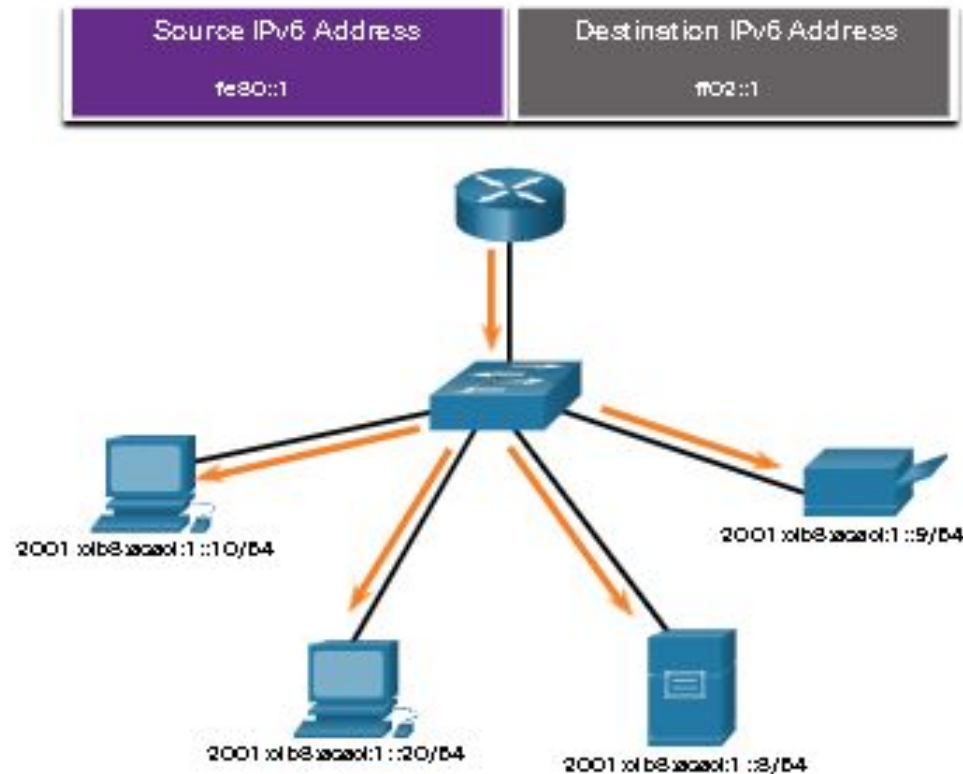 Source IPv6 Address
Destination IPv6 Address
fe80::1
ff02::1
2001:db8:acad:1::10/64
2001:db8:acad:1::9/64
2001:db8:acad:1::20/64
2001:db8:acad:1::8/64